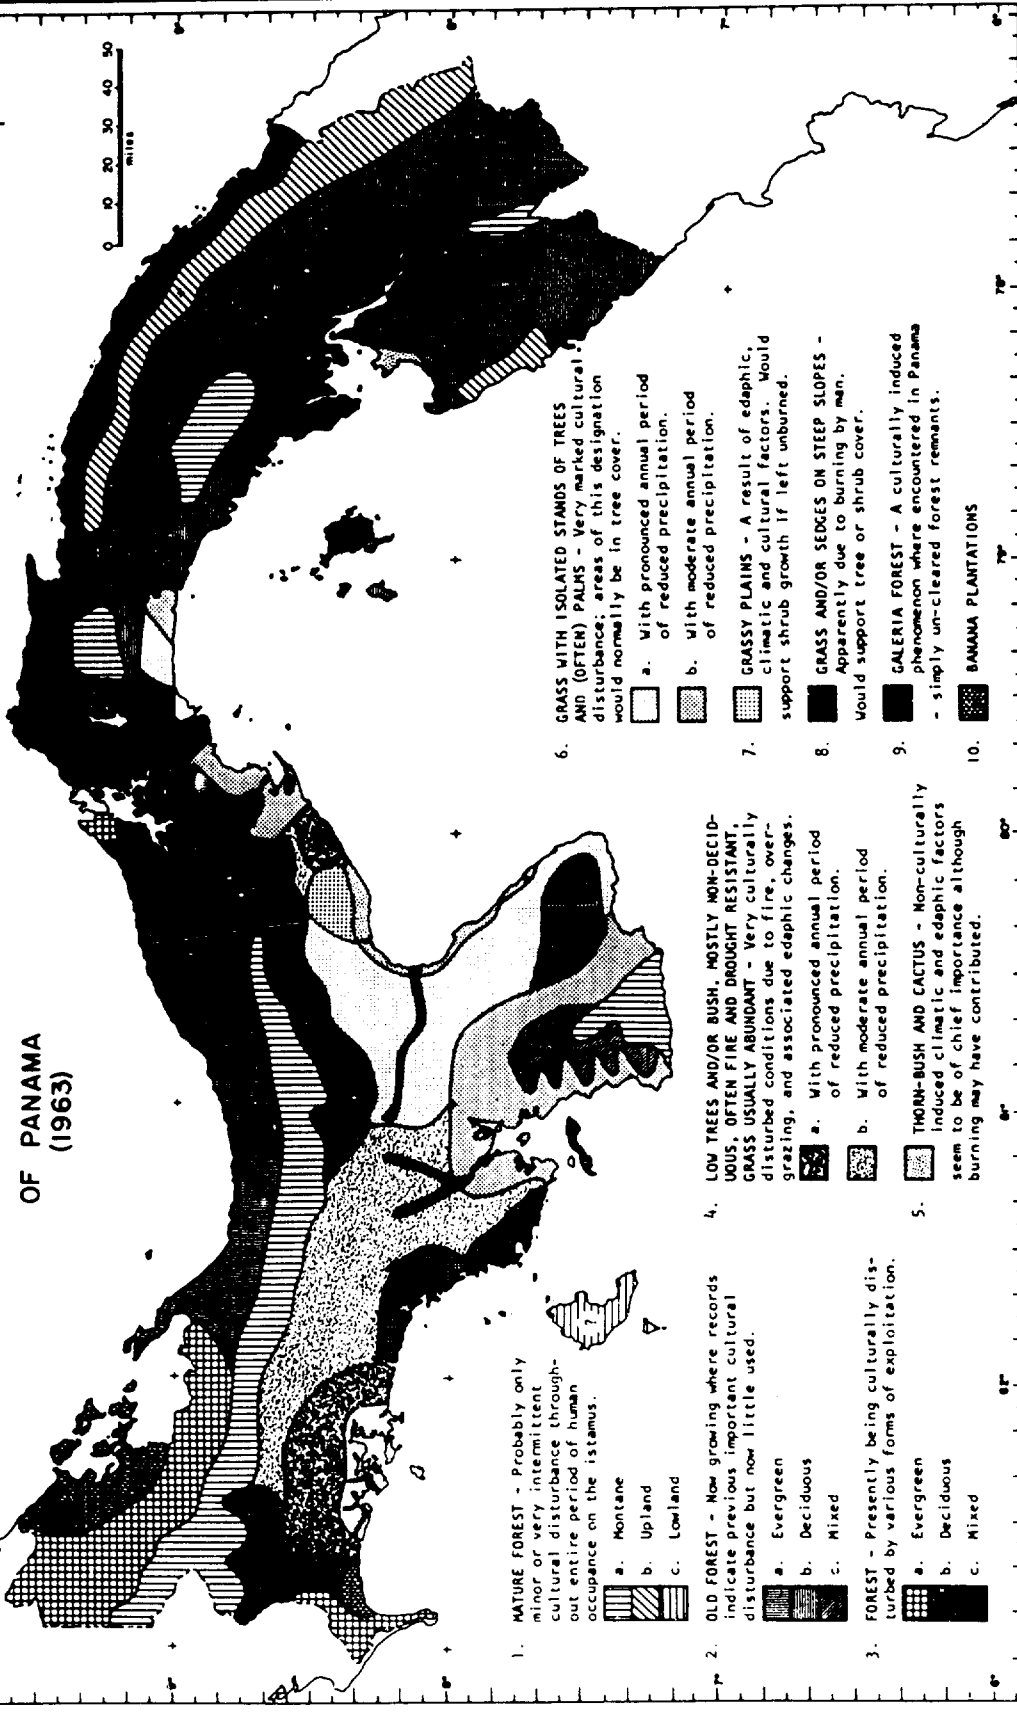 OF PANAMA
(1963)
0 10 20 30 40 50
miles
1. MATURE FOREST - Probably only
minor or very intermittent
cultural disturbance through-
out entire period of human
occupance on the istamus.
a. Montane
b. Upland
c. Lowland
2. OLD FOREST - Now growing where records
indicate previous important cultural
disturbance but now little used.
a. Evergreen
b. Deciduous
c. Mixed
3. FOREST - Presently being culturally dis-
turbed by various forms of exploitation.
a. Evergreen
b. Deciduous
c. Mixed
4. LOW TREES AND/OR BUSH, MOSTLY NON-DECID-
UOUS, OFTEN FIRE AND DROUGHT RESISTANT,
GRASS USUALLY ABUNDANT - Very culturally
disturbed conditions due to fire, over-
grazing, and associated edaphic changes.
a. With pronounced annual period
of reduced precipitation.
b. With moderate annual period
of reduced precipitation.
5. THORN-BUSH AND CACTUS - Non-culturally
induced climatic and edaphic factors
seem to be of chief importance although
burning may have contributed.
6. GRASS WITH ISOLATED STANDS OF TREES
AND (OFTEN) PALMS - Very marked cultural
disturbance; areas of this designation
would normally be in tree cover.
a. With pronounced annual period
of reduced precipitation.
b. With moderate annual period
of reduced precipitation.
7. GRASSY PLAINS - A result of edaphic,
climatic and cultural factors. Would
support shrub growth if left unburned.
8. GRASS AND/OR SEDGES ON STEEP SLOPES -
Apparently due to burning by man.
Would support tree or shrub cover.
9. GALERIA FOREST - A culturally induced
phenomenon where encountered in Panama
- simply un-cleared forest remnants.
10. BANANA PLANTATIONS
?
82°
81°
80°
79°
78°
7°